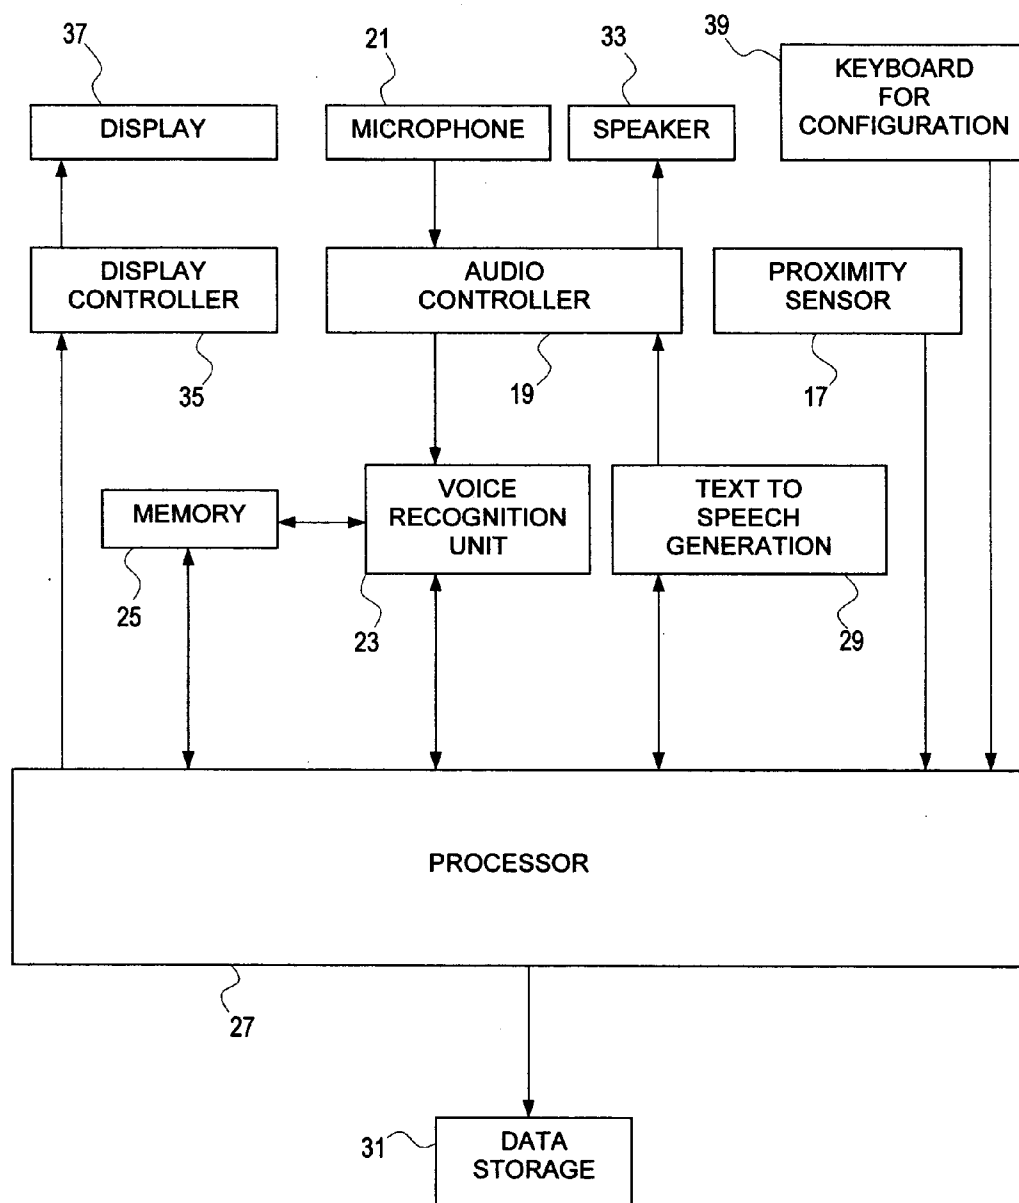 37
21
33
39
DISPLAY
MICROPHONE
SPEAKER
KEYBOARD
FOR
CONFIGURATION
DISPLAY
CONTROLLER
AUDIO
CONTROLLER
PROXIMITY
SENSOR
35
19
17
MEMORY
VOICE
RECOGNITION
UNIT
TEXT TO
SPEECH
GENERATION
25
23
29
PROCESSOR
27
31
DATA
STORAGE